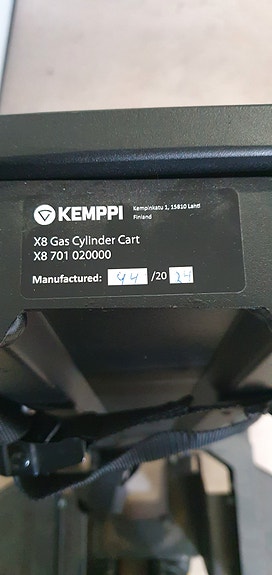 KEMPPI
Kempinkatu 1, 15810 Lahti
Finland
X8 Gas Cylinder Cart
X8 701 020000
Manufactured: 44 /20 24